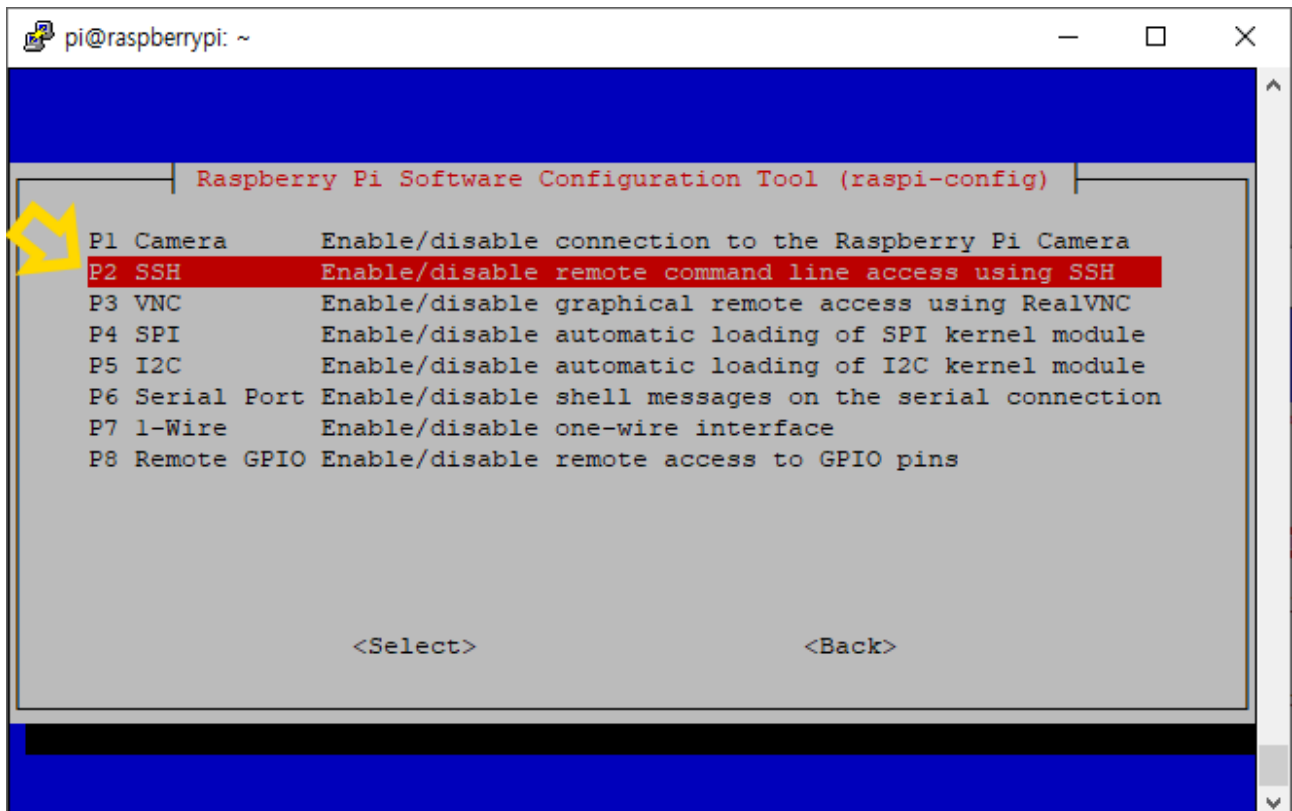 pi@raspberrypi: ~
Raspberry Pi Software Configuration Tool (raspi-config)
P1 Camera Enable/disable connection to the Raspberry Pi Camera
P2 SSH Enable/disable remote command line access using SSH
P3 VNC Enable/disable graphical remote access using RealVNC
P4 SPI Enable/disable automatic loading of SPI kernel module
P5 I2C Enable/disable automatic loading of I2C kernel module
P6 Serial Port Enable/disable shell messages on the serial connection
P7 1-Wire Enable/disable one-wire interface
P8 Remote GPIO Enable/disable remote access to GPIO pins
<Select> <Back>